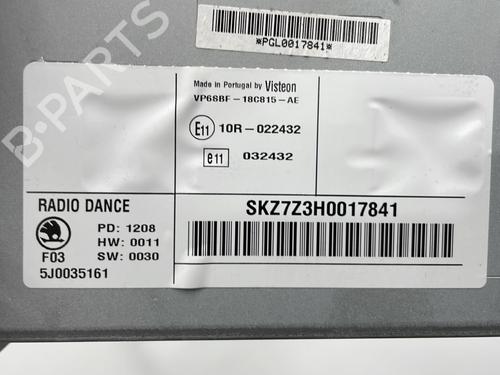 *PGL0017841*
Made in Portugal by Visteon
VP6SBF-18C815-AE
E11 10R-022432
e11 032432
RADIO DANCE
SKZ7Z3H0017841
PD: 1208
HW: 0011
F03 SW: 0030
5J0035161
B-PARTS